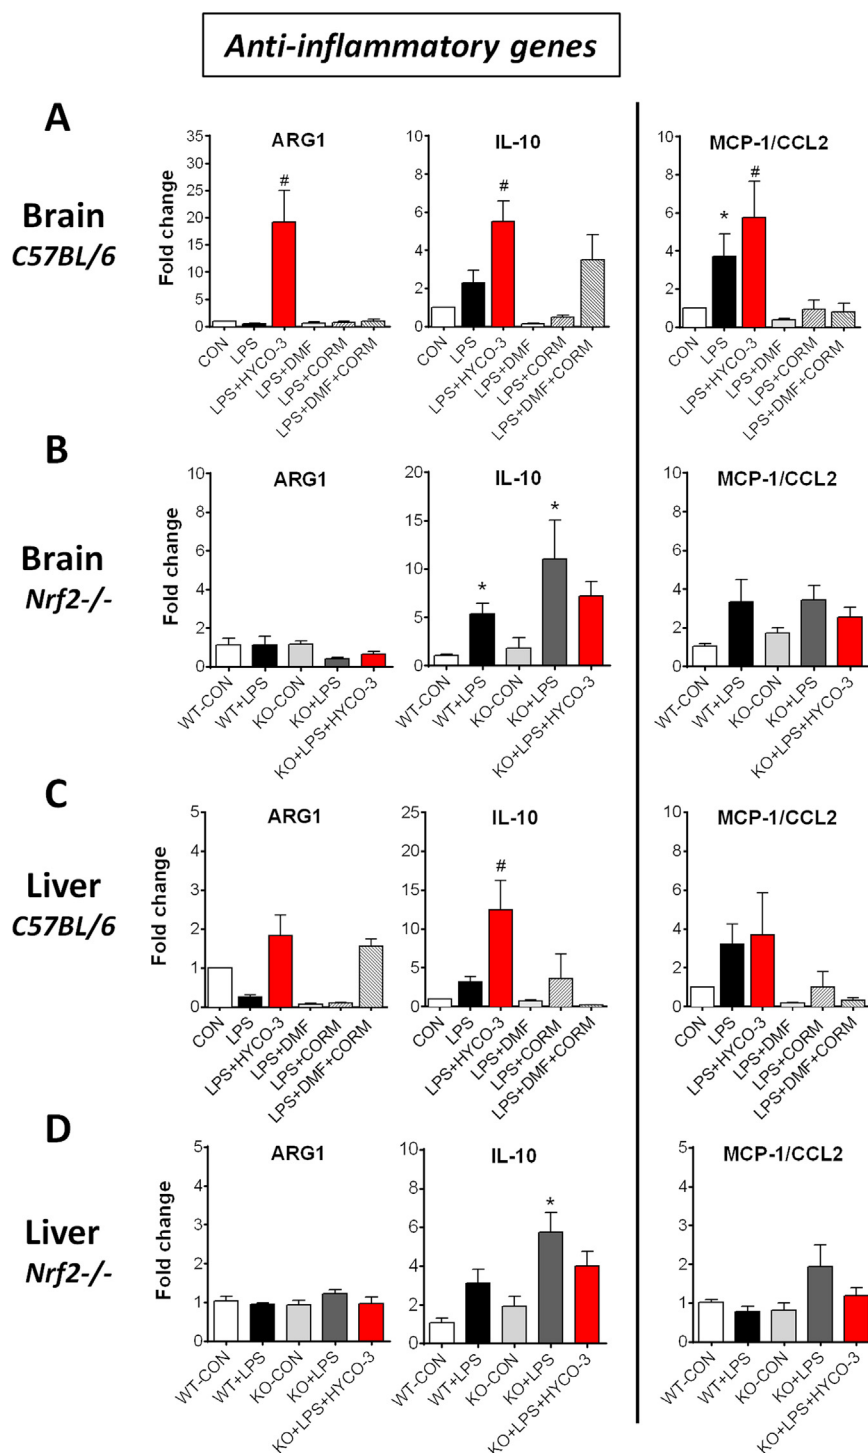 Anti-inflammatory genes
A
Brain
C57BL/6
Fold change
ARG1
35
30
25
20
15
10
5
0
#
CON
LPS
LPS+HYCO-3
LPS+DMF
LPS+CORM
LPS+DMF+CORM
IL-10
10
8
6
4
2
0
#
CON
LPS
LPS+HYCO-3
LPS+DMF
LPS+CORM
LPS+DMF+CORM
MCP-1/CCL2
10
8
6
4
2
0
*
#
CON
LPS
LPS+HYCO-3
LPS+DMF
LPS+CORM
LPS+DMF+CORM
B
Brain
Nrf2-/-
Fold change
ARG1
10
8
6
4
2
0
WT-CON
WT+LPS
KO-CON
KO+LPS
KO+LPS+HYCO-3
IL-10
20
15
10
5
0
*
*
WT-CON
WT+LPS
KO-CON
KO+LPS
KO+LPS+HYCO-3
MCP-1/CCL2
10
8
6
4
2
0
WT-CON
WT+LPS
KO-CON
KO+LPS
KO+LPS+HYCO-3
C
Liver
C57BL/6
Fold change
ARG1
5
4
3
2
1
0
CON
LPS
LPS+HYCO-3
LPS+DMF
LPS+CORM
LPS+DMF+CORM
IL-10
25
20
15
10
5
0
#
CON
LPS
LPS+HYCO-3
LPS+DMF
LPS+CORM
LPS+DMF+CORM
MCP-1/CCL2
10
8
6
4
2
0
CON
LPS
LPS+HYCO-3
LPS+DMF
LPS+CORM
LPS+DMF+CORM
D
Liver
Nrf2-/-
Fold change
ARG1
5
4
3
2
1
0
WT-CON
WT+LPS
KO-CON
KO+LPS
KO+LPS+HYCO-3
IL-10
10
8
6
4
2
0
*
WT-CON
WT+LPS
KO-CON
KO+LPS
KO+LPS+HYCO-3
MCP-1/CCL2
5
4
3
2
1
0
WT-CON
WT+LPS
KO-CON
KO+LPS
KO+LPS+HYCO-3